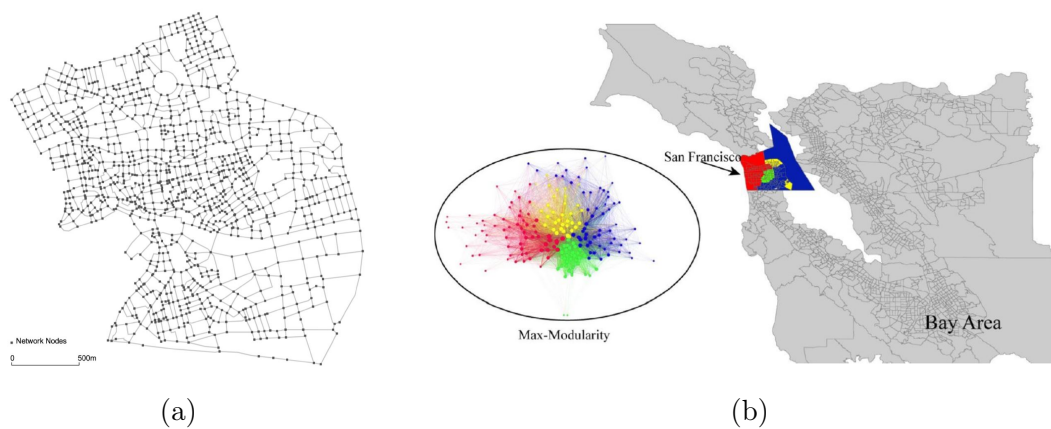 San Francisco
Max-Modularity
Bay Area
Network Nodes
0 500m
(a) (b)